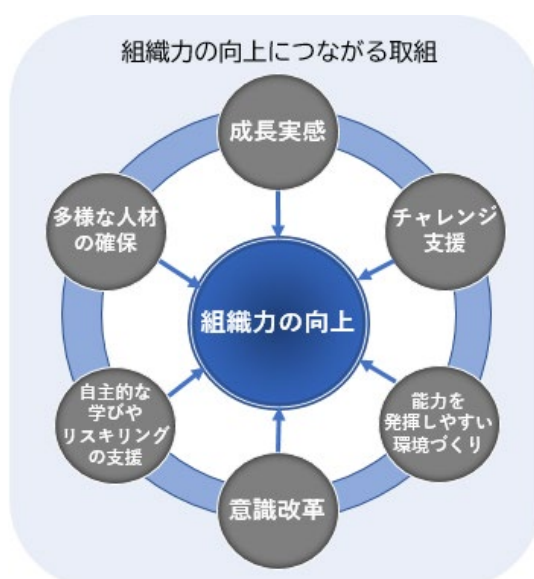 組織力の向上につながる取組
成長実感
多様な人材
の確保
チャレンジ
支援
組織力の向上
自主的な
学びや
リスキリング
の支援
能力を
発揮しやすい
環境づくり
意識改革